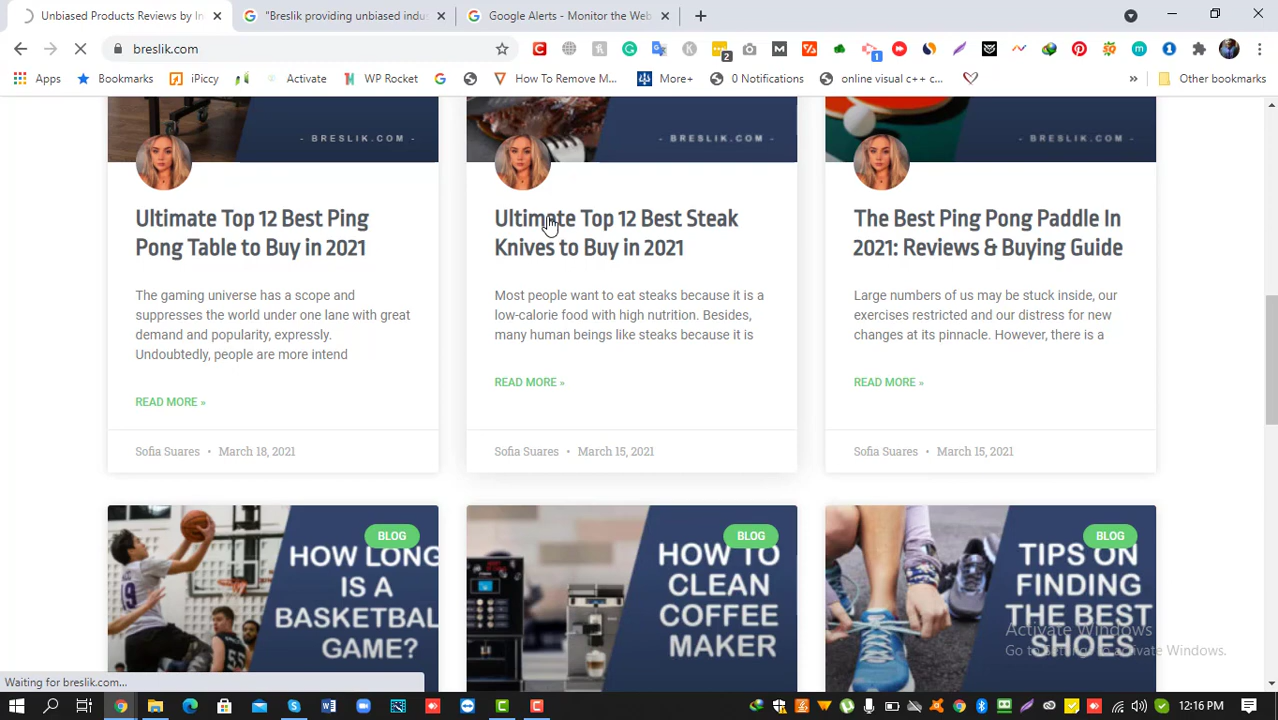 Unbiased Products Reviews by In
"Breslik providing unbiased indus
Google Alerts - Monitor the Web
breslik.com
Apps
Bookmarks
iPiccy
Activate
WP Rocket
How To Remove M...
More+
0 Notifications
online visual c++ c...
Other bookmarks
- BRESLIK.COM -
- BRESLIK.COM -
- BRESLIK.COM -
Ultimate Top 12 Best Ping
Pong Table to Buy in 2021
The gaming universe has a scope and
suppresses the world under one lane with great
demand and popularity, expressly.
Undoubtedly, people are more intend
READ MORE »
Sofia Suares • March 18, 2021
Ultimate Top 12 Best Steak
Knives to Buy in 2021
Most people want to eat steaks because it is a
low-calorie food with high nutrition. Besides,
many human beings like steaks because it is
READ MORE »
Sofia Suares • March 15, 2021
The Best Ping Pong Paddle In
2021: Reviews & Buying Guide
Large numbers of us may be stuck inside, our
exercises restricted and our distress for new
changes at its pinnacle. However, there is a
READ MORE »
Sofia Suares • March 15, 2021
BLOG
HOW LONG
IS A
BASKETBAL
GAME?
BLOG
HOW TO
CLEAN
COFFEE
MAKER
BLOG
TIPS ON
FINDING
THE BEST
SHOES
Activate Windows
Go to Settings to activate Windows.
Waiting for breslik.com...
12:16 PM